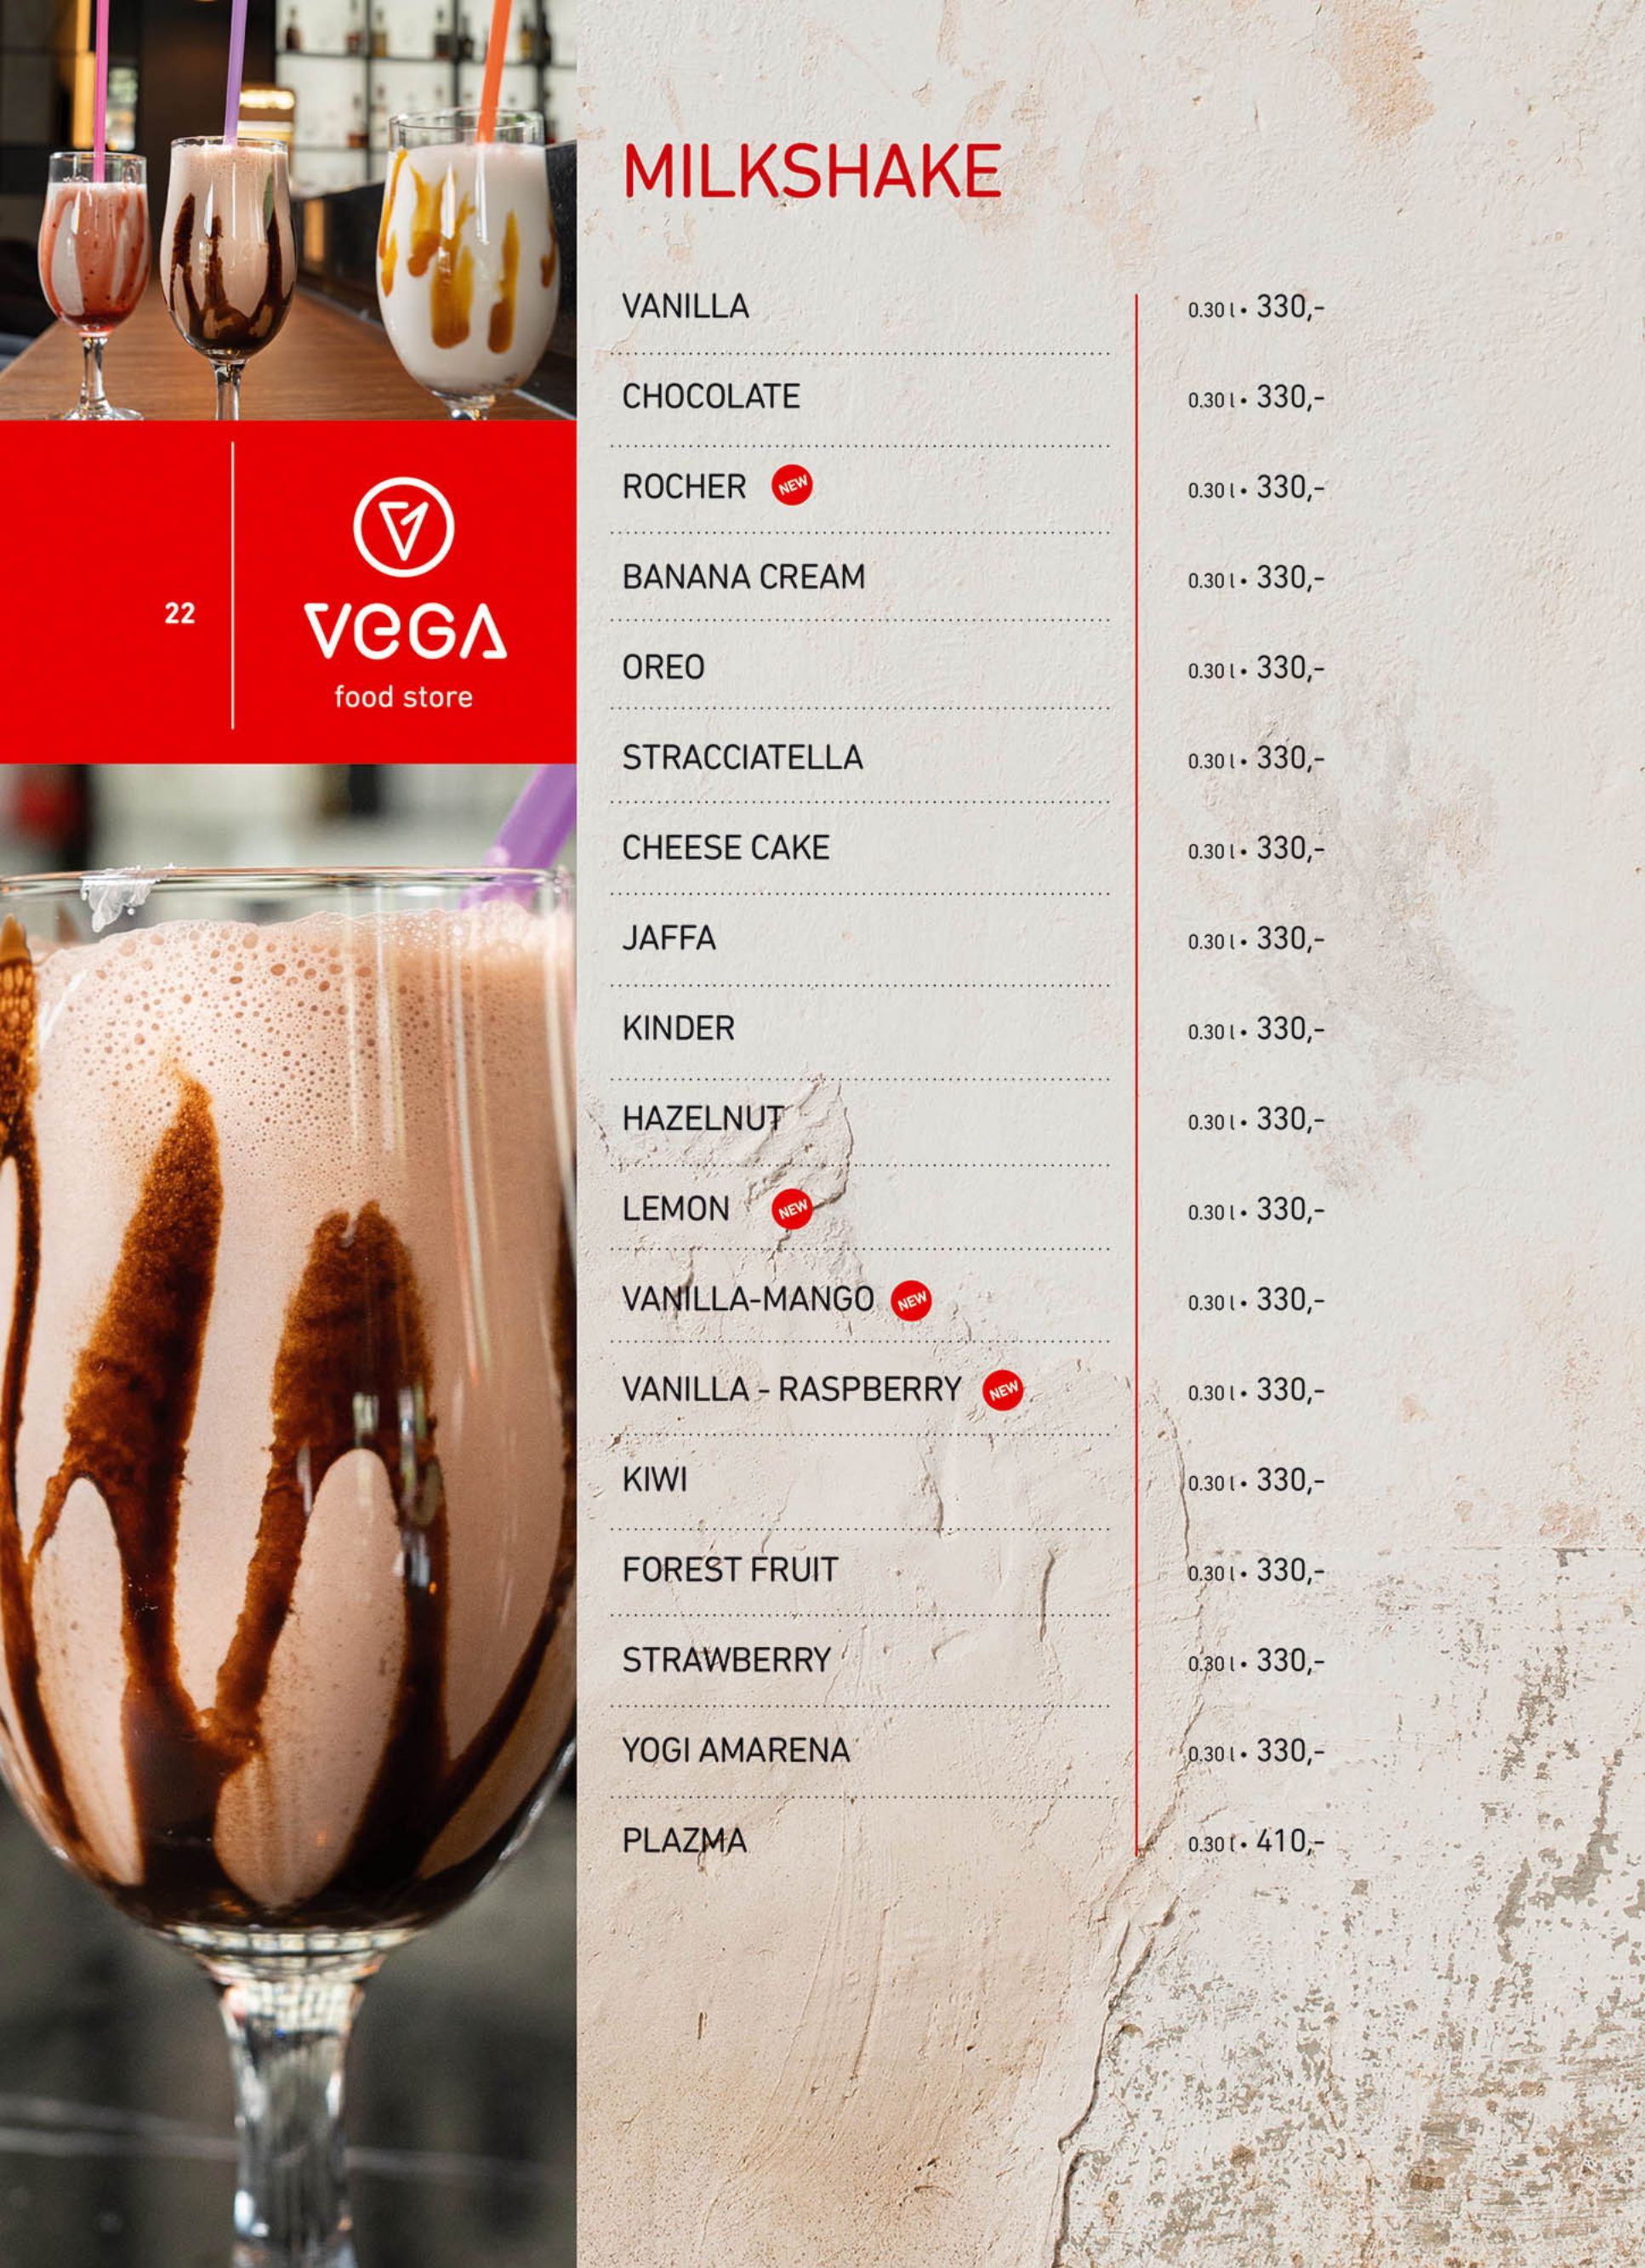 MILKSHAKE
VANILLA 0.30 l • 330,-
CHOCOLATE 0.30 l • 330,-
ROCHER NEW 0.30 l • 330,-
BANANA CREAM 0.30 l • 330,-
OREO 0.30 l • 330,-
STRACCIATELLA 0.30 l • 330,-
CHEESE CAKE 0.30 l • 330,-
JAFFA 0.30 l • 330,-
KINDER 0.30 l • 330,-
HAZELNUT 0.30 l • 330,-
LEMON NEW 0.30 l • 330,-
VANILLA-MANGO NEW 0.30 l • 330,-
VANILLA - RASPBERRY NEW 0.30 l • 330,-
KIWI 0.30 l • 330,-
FOREST FRUIT 0.30 l • 330,-
STRAWBERRY 0.30 l • 330,-
YOGI AMARENA 0.30 l • 330,-
PLAZMA 0.30 l • 410,-
22
VeGA
food store